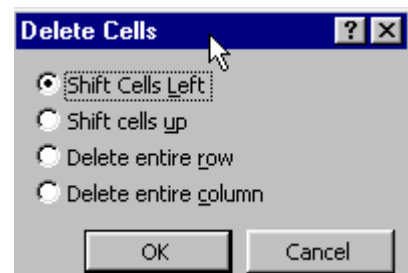 Delete Cells
Shift Cells Left
Shift cells up
Delete entire row
Delete entire column
OK Cancel